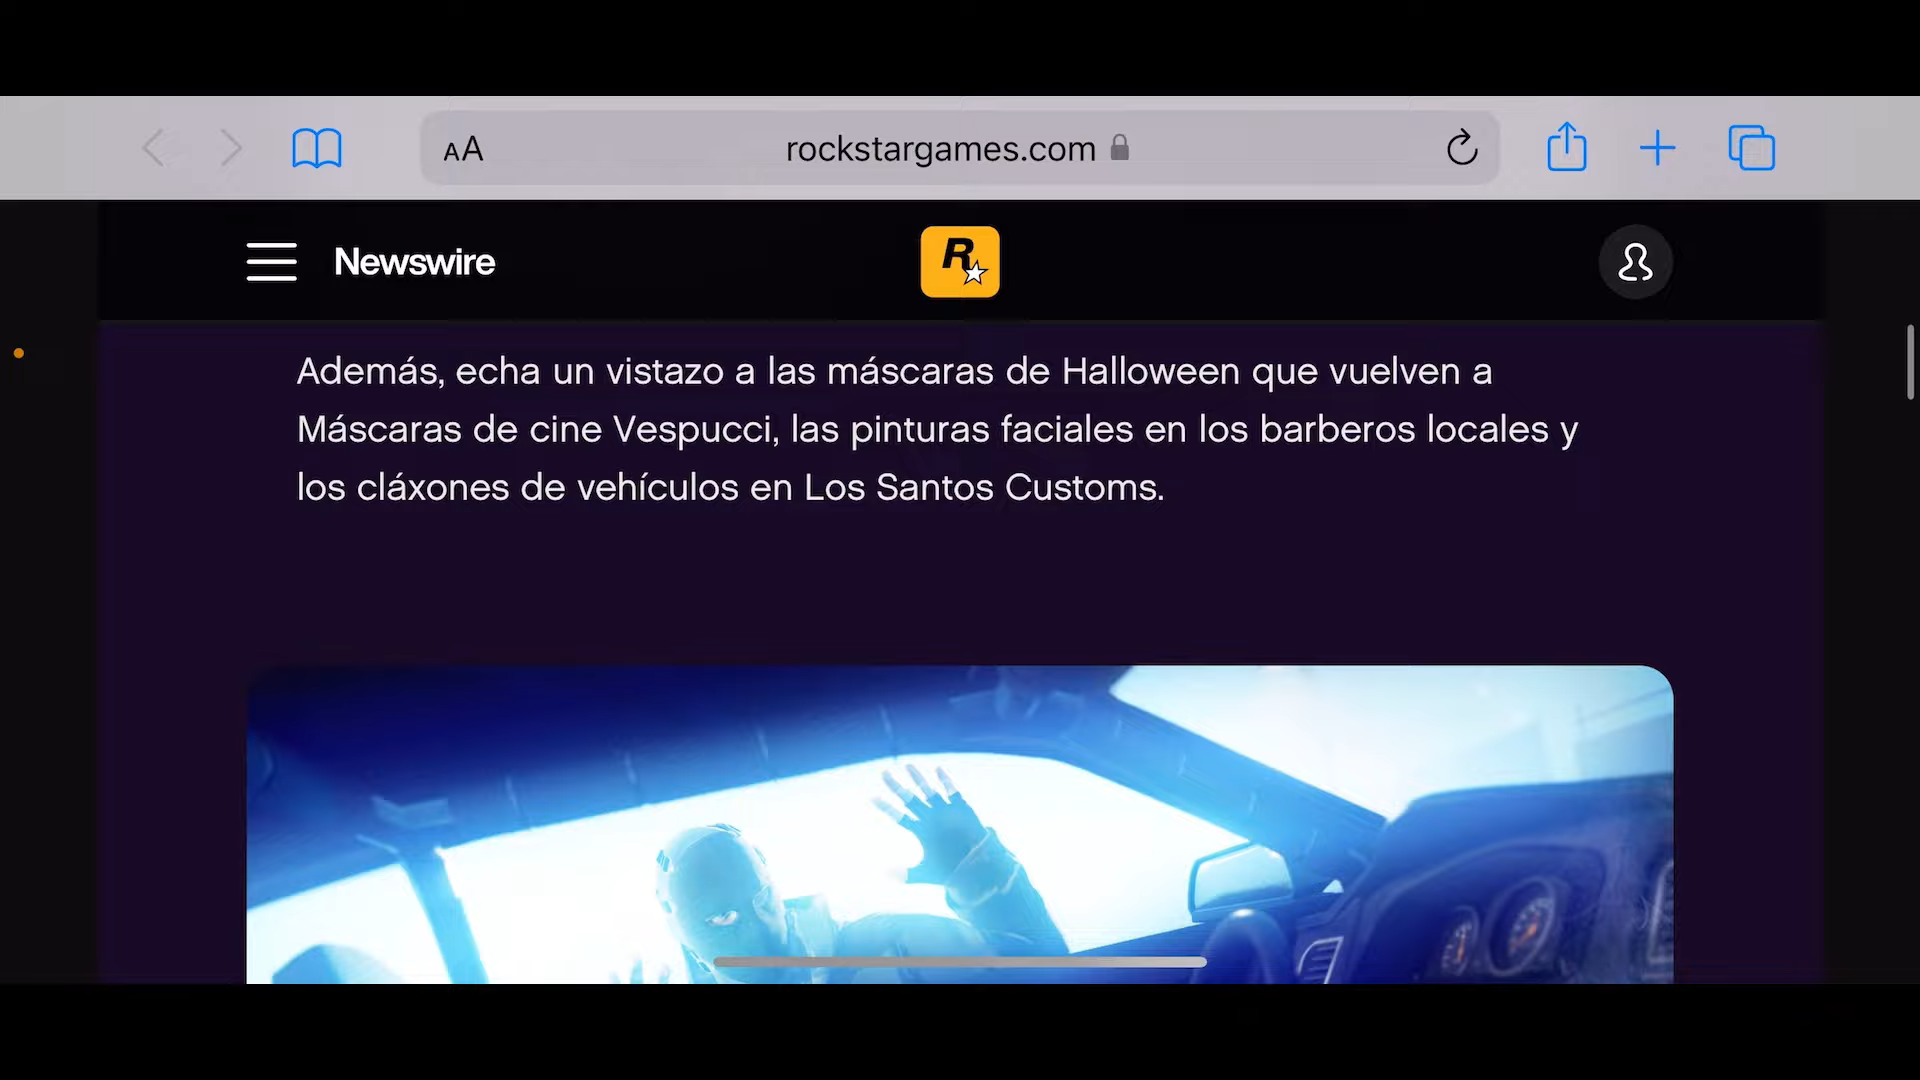 AA
rockstargames.com
Newswire
R
Además, echa un vistazo a las máscaras de Halloween que vuelven a
Máscaras de cine Vespucci, las pinturas faciales en los barberos locales y
los cláxones de vehículos en Los Santos Customs.